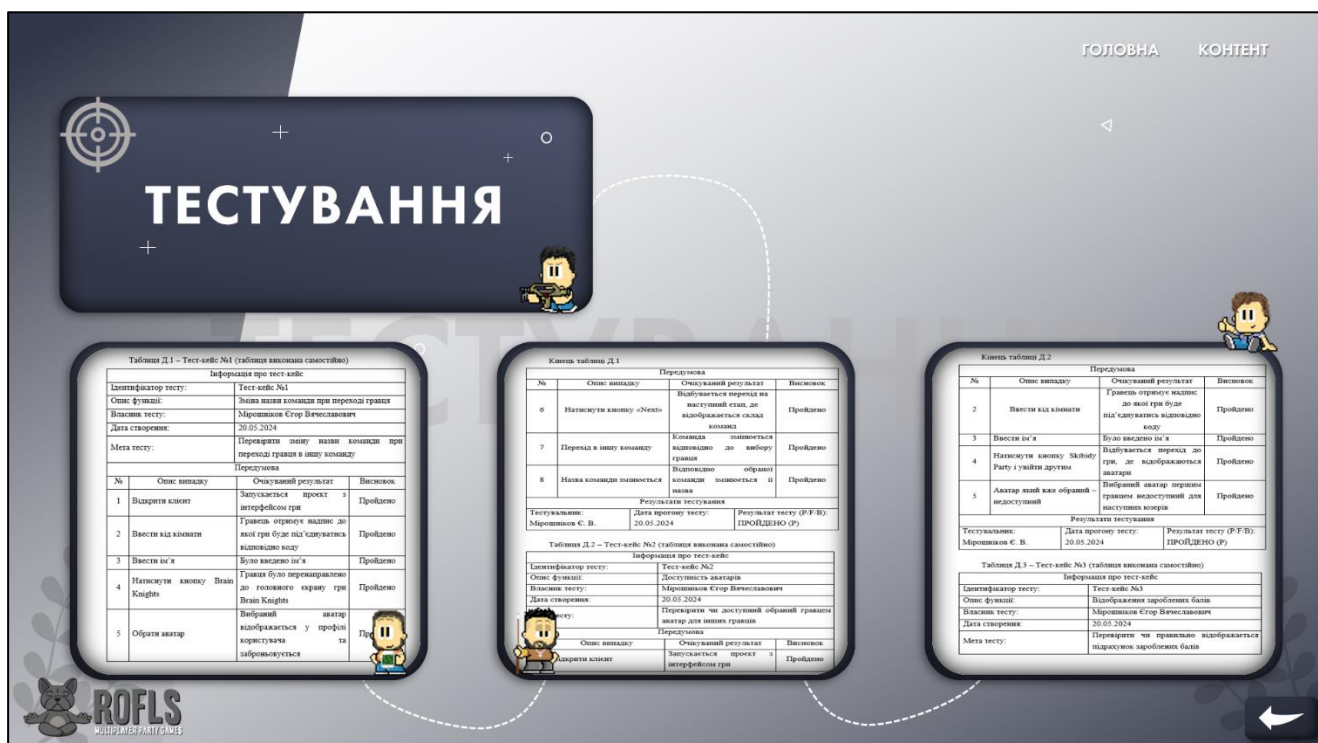 ГОЛОВНА КОНТЕНТ
ТЕСТУВАННЯ
Таблиця Д.1 – Тест-кейс №1 (таблиця виконана самостійно)
Інформація про тест-кейс
Ідентифікатор тесту: Тест-кейс №1
Опис функції: Зміна назви команди при переході гравця
Власник тесту: Мірошніков Єгор Вячеславович
Дата створення: 20.05.2024
Мета тесту: Перевірити зміну назви команди при
переході гравця в іншу команду
Передумова
№ Опис випадку Очікуваний результат Висновок
1 Відкрити клієнт Запускається проєкт з
інтерфейсом гри Пройдено
2 Ввести кід кімнати Гравець отримує надпис до
якої гри буде під’єднуватись
відповідно коду Пройдено
3 Ввести ім’я Було введено ім’я Пройдено
4 Натиснути кнопку Brain
Knights Гравця було перенаправлено
до головного екрану гри
Brain Knights Пройдено
5 Обрати аватар Вибраний аватар
відображається у профілі
користувача та
заброньовується
Кінець таблиці Д.1
Передумова
№ Опис випадку Очікуваний результат Висновок
6 Натиснути кнопку «Next» Відбувається перехід на
наступний етап, де
відображається склад
команд Пройдено
7 Перехід в іншу команду Команда змінюється
відповідно до вибору
гравця Пройдено
8 Назва команди змінюється Відповідно обраної
команди змінюється її
назва Пройдено
Результати тестування
Тестувальник: Дата прогону тесту: Результат тесту (P/F/B):
Мірошніков Є. В. 20.05.2024 ПРОЙДЕНО (P)
Таблиця Д.2 – Тест-кейс №2 (таблиця виконана самостійно)
Інформація про тест-кейс
Ідентифікатор тесту: Тест-кейс №2
Опис функції: Доступність аватарів
Власник тесту: Мірошніков Єгор Вячеславович
Дата створення: 20.05.2024
тесту: Перевірити чи доступний обраний гравцем
аватар для інших гравців
Передумова
Опис випадку Очікуваний результат Висновок
Відкрити клієнт Запускається проєкт з
інтерфейсом гри Пройдено
Кінець таблиці Д.2
Передумова
№ Опис випадку Очікуваний результат Висновок
2 Ввести кід кімнати Гравець отримує надпис
до якої гри буде
під’єднуватись відповідно
коду Пройдено
3 Ввести ім’я Було введено ім’я Пройдено
4 Натиснути кнопку Skibidy
Party і увійти другим Відбувається перехід до
гри, де відображаються
аватари Пройдено
5 Аватар який вже обраний –
недоступний Вибраний аватар першим
гравцем недоступний для
наступних юзерів Пройдено
Результати тестування
Тестувальник: Дата прогону тесту: Результат тесту (P/F/B):
Мірошніков Є. В. 20.05.2024 ПРОЙДЕНО (P)
Таблиця Д.3 – Тест-кейс №3 (таблиця виконана самостійно)
Інформація про тест-кейс
Ідентифікатор тесту: Тест-кейс №3
Опис функції: Відображення зароблених балів
Власник тесту: Мірошніков Єгор Вячеславович
Дата створення: 20.05.2024
Мета тесту: Перевірити чи правильно відображається
підрахунок зароблених балів
ROFLS
MULTIPLAYER PARTY GAMES